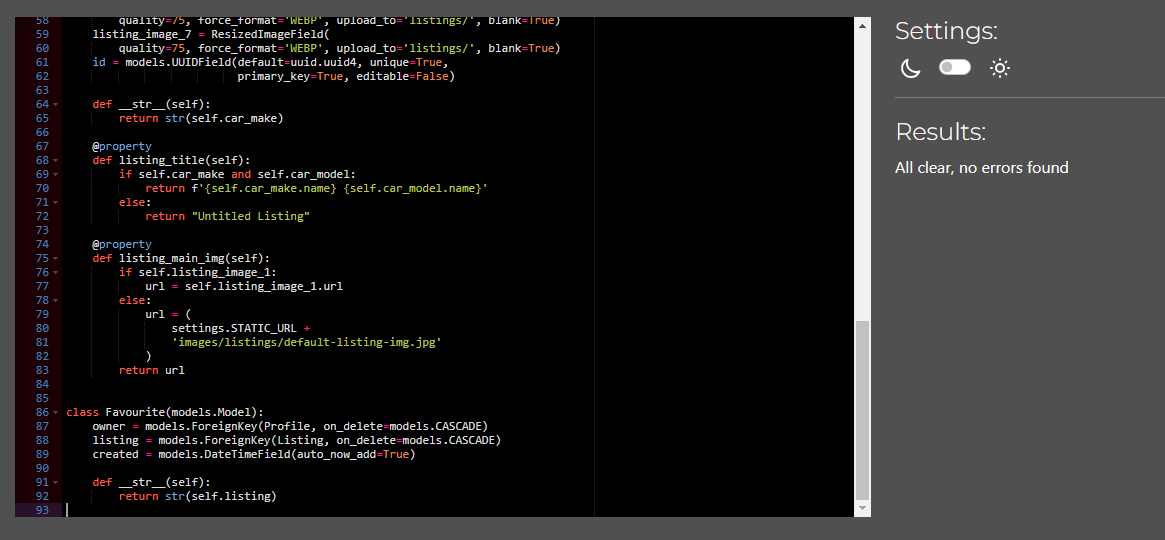 58 quality=75, force_format='WEBP', upload_to='listings/', blank=True)
59 listing_image_7 = ResizedImageField(
60 quality=75, force_format='WEBP', upload_to='listings/', blank=True)
61 id = models.UUIDField(default=uuid.uuid4, unique=True,
62 primary_key=True, editable=False)
63
64 def __str__(self):
65 return str(self.car_make)
66
67 @property
68 def listing_title(self):
69 if self.car_make and self.car_model:
70 return f'{self.car_make.name} {self.car_model.name}'
71 else:
72 return "Untitled Listing"
73
74 @property
75 def listing_main_img(self):
76 if self.listing_image_1:
77 url = self.listing_image_1.url
78 else:
79 url = (
80 settings.STATIC_URL +
81 'images/listings/default-listing-img.jpg'
82 )
83 return url
84
85
86 class Favourite(models.Model):
87 owner = models.ForeignKey(Profile, on_delete=models.CASCADE)
88 listing = models.ForeignKey(Listing, on_delete=models.CASCADE)
89 created = models.DateTimeField(auto_now_add=True)
90
91 def __str__(self):
92 return str(self.listing)
93
Settings:
Results:
All clear, no errors found